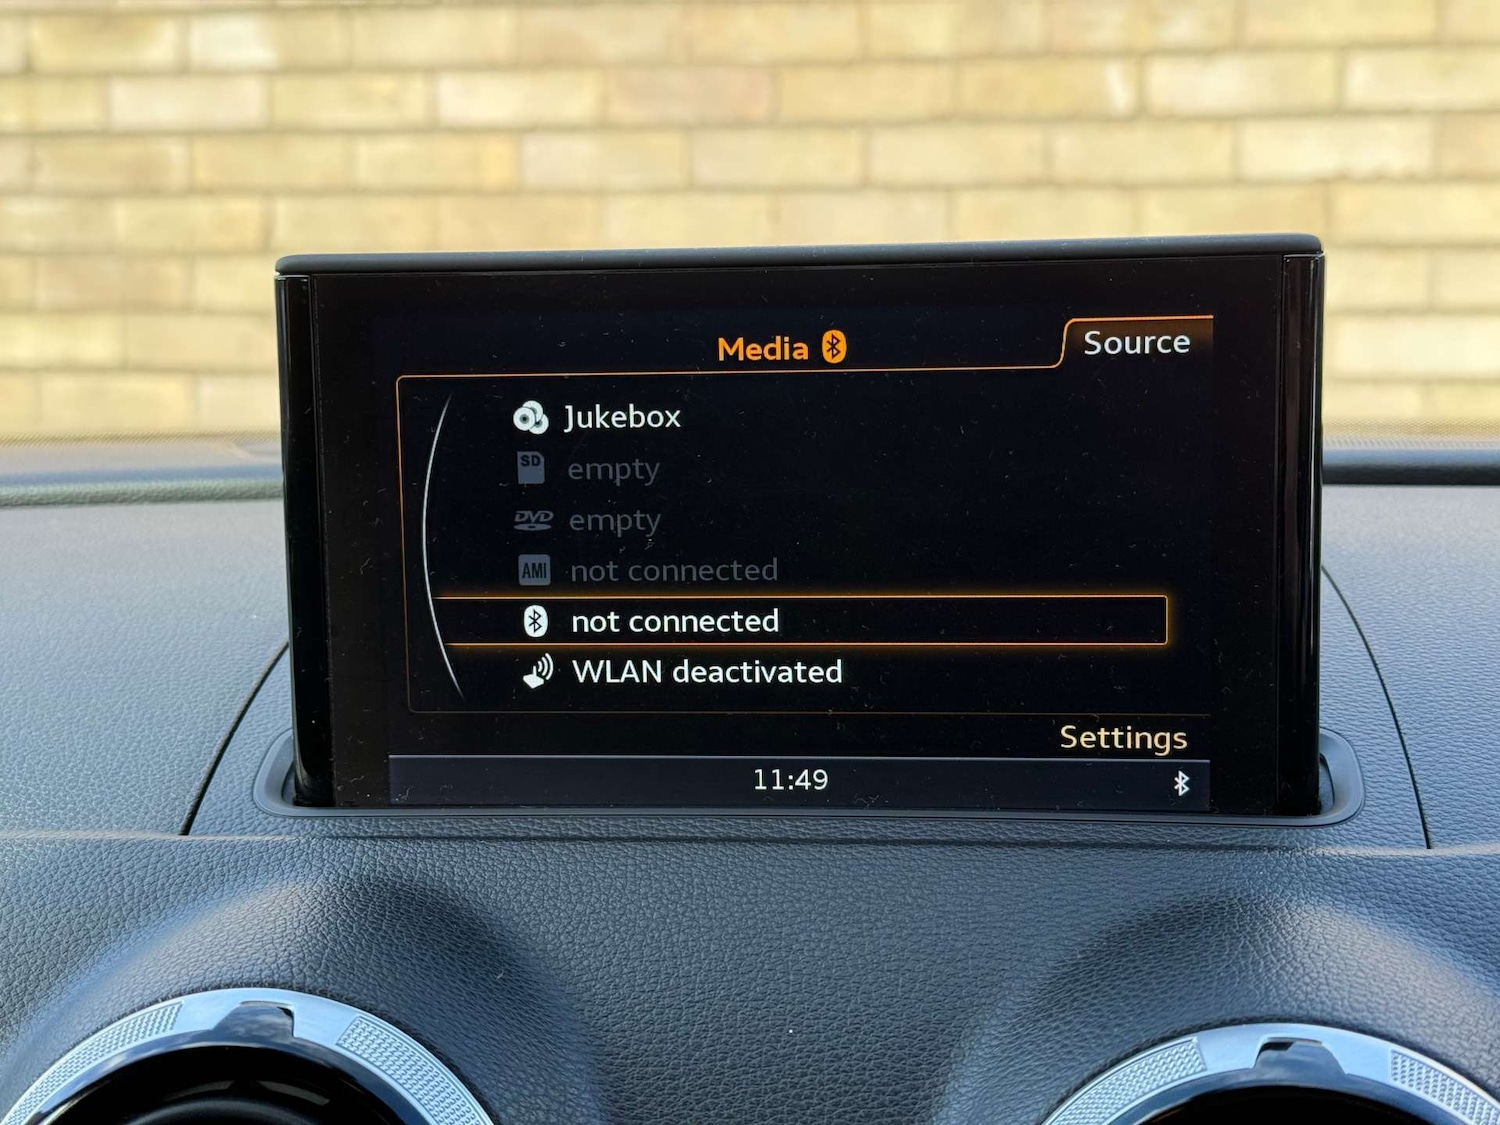 Media
Source
Jukebox
SD empty
DVD empty
AMI not connected
not connected
WLAN deactivated
Settings
11:49